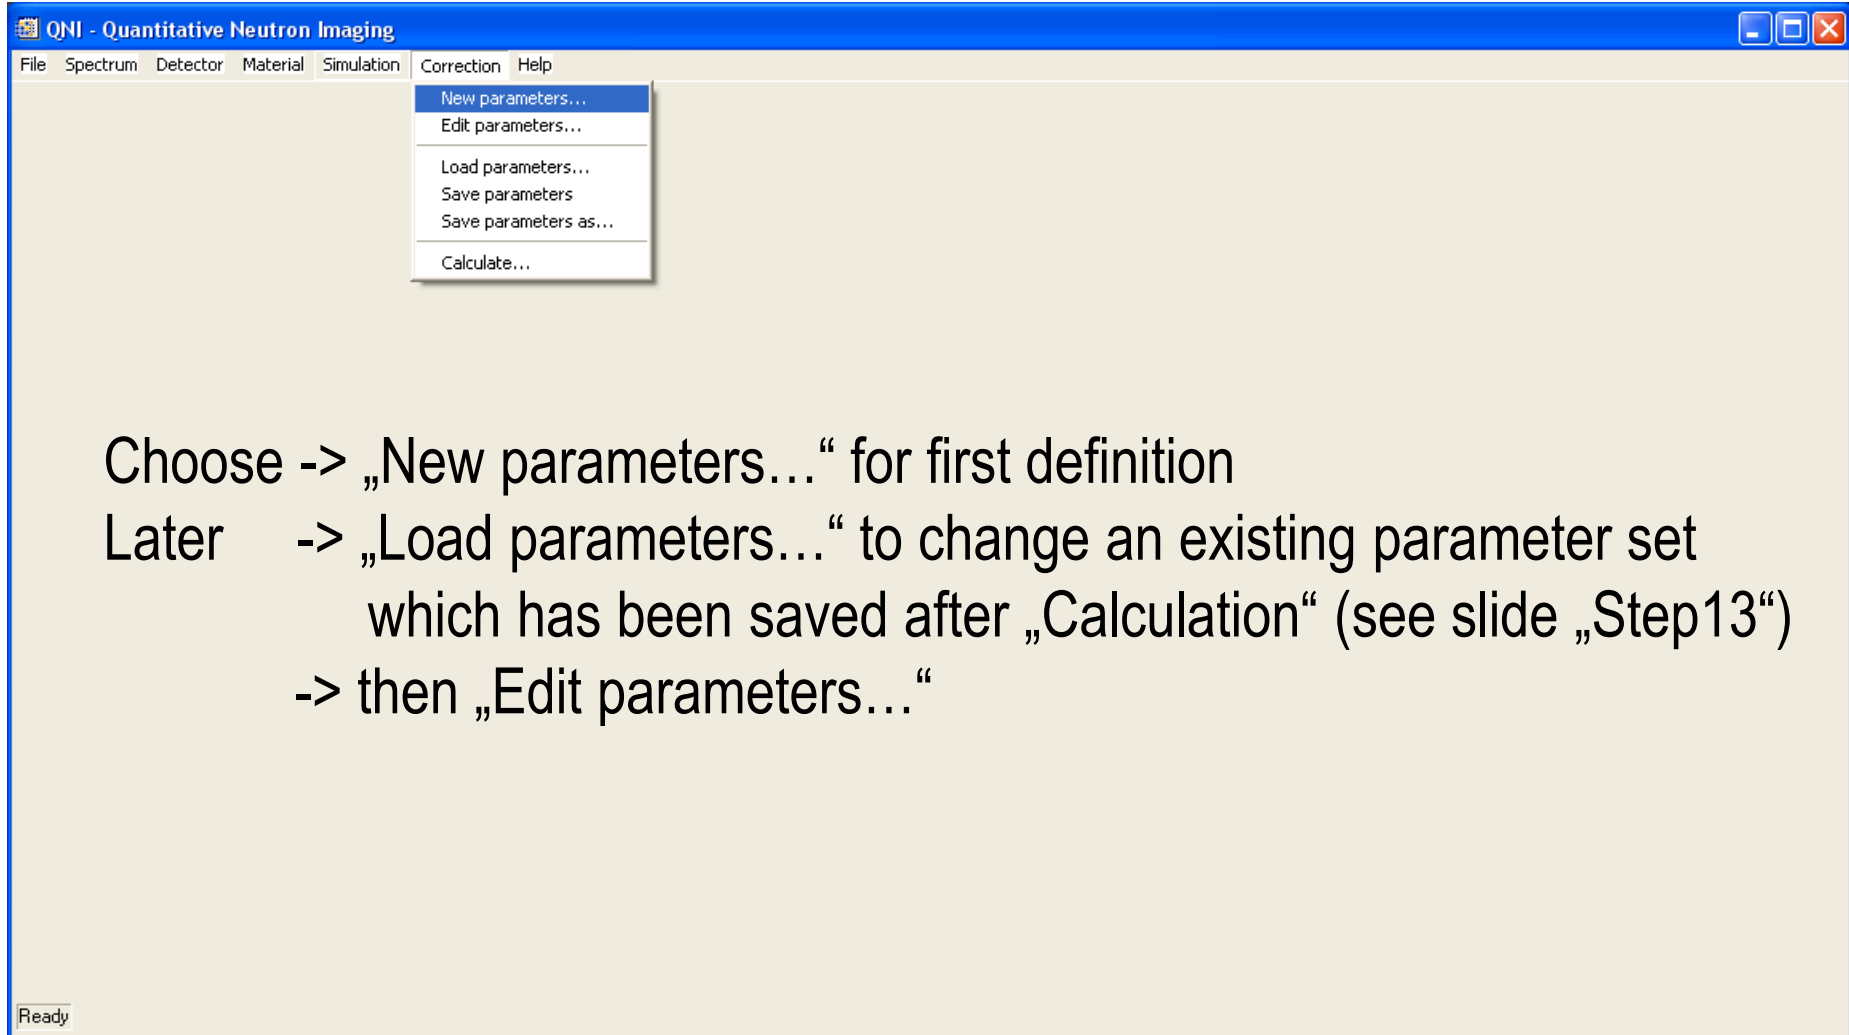 QNI - Quantitative Neutron Imaging
File Spectrum Detector Material Simulation Correction Help
New parameters...
Edit parameters...
Load parameters...
Save parameters
Save parameters as...
Calculate...
Choose -> „New parameters…“ for first definition
Later -> „Load parameters…“ to change an existing parameter set
which has been saved after „Calculation“ (see slide „Step13“)
-> then „Edit parameters…“
Ready